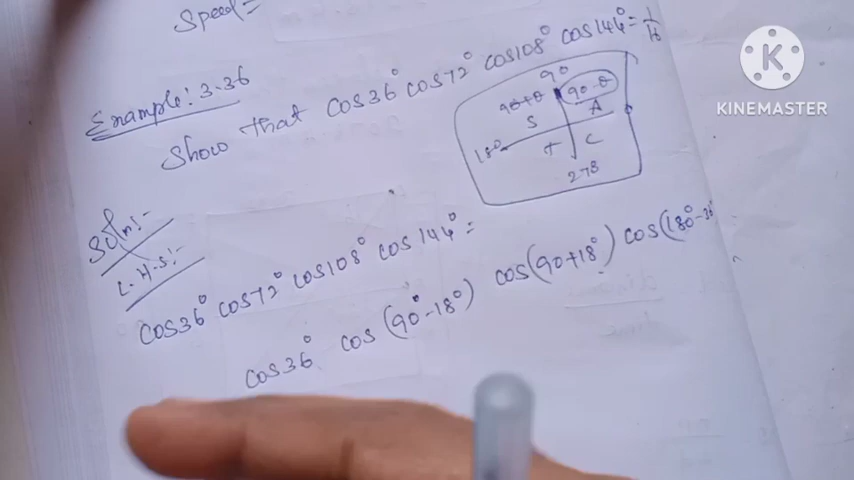 Speed=
Example: 3.36
Show that cos36° cos72° cos108° cos144° = 1/16
90
90+θ 90-θ
S A
180
T C
270
Soln:-
L.H.S:-
cos36° cos72° cos108° cos144° =
cos36° cos(90°-18°) cos(90+18°) cos(180°-36°
KINEMASTER